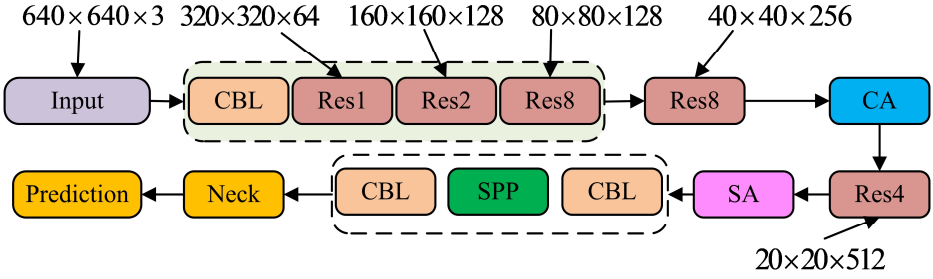 640×640×3 320×320×64 160×160×128 80×80×128 40×40×256
Input CBL Res1 Res2 Res8 Res8 CA
Prediction Neck CBL SPP CBL SA Res4
20×20×512